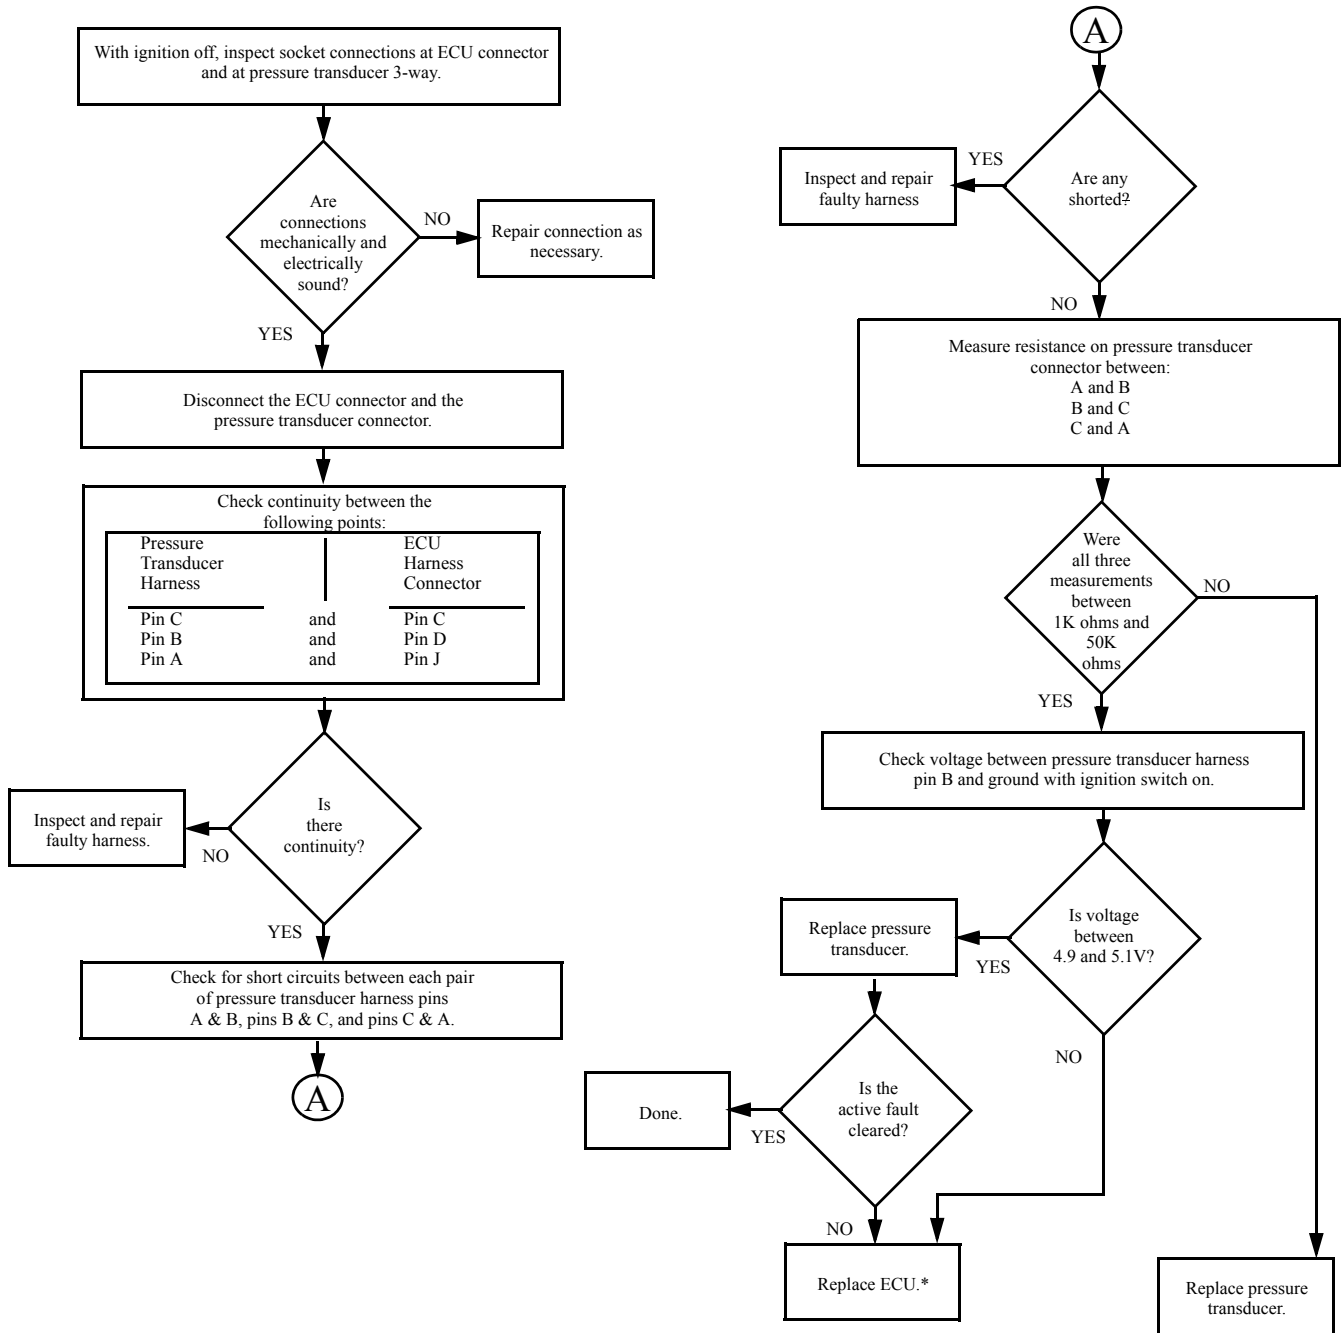 With ignition off, inspect socket connections at ECU connector
and at pressure transducer 3-way.
Are
connections
mechanically and
electrically
sound?
NO
Repair connection as
necessary.
YES
Disconnect the ECU connector and the
pressure transducer connector.
Check continuity between the
following points:
Pressure ECU
Transducer Harness
Harness Connector
Pin C and Pin C
Pin B and Pin D
Pin A and Pin J
Is
there
continuity?
NO
Inspect and repair
faulty harness.
YES
Check for short circuits between each pair
of pressure transducer harness pins
A & B, pins B & C, and pins C & A.
A
A
Are any
shorted?
YES
Inspect and repair
faulty harness
NO
Measure resistance on pressure transducer
connector between:
A and B
B and C
C and A
Were
all three
measurements
between
1K ohms and
50K
ohms
NO
YES
Check voltage between pressure transducer harness
pin B and ground with ignition switch on.
Is voltage
between
4.9 and 5.1V?
YES
Replace pressure
transducer.
NO
Is the
active fault
cleared?
YES
Done.
NO
Replace ECU.*
Replace pressure
transducer.